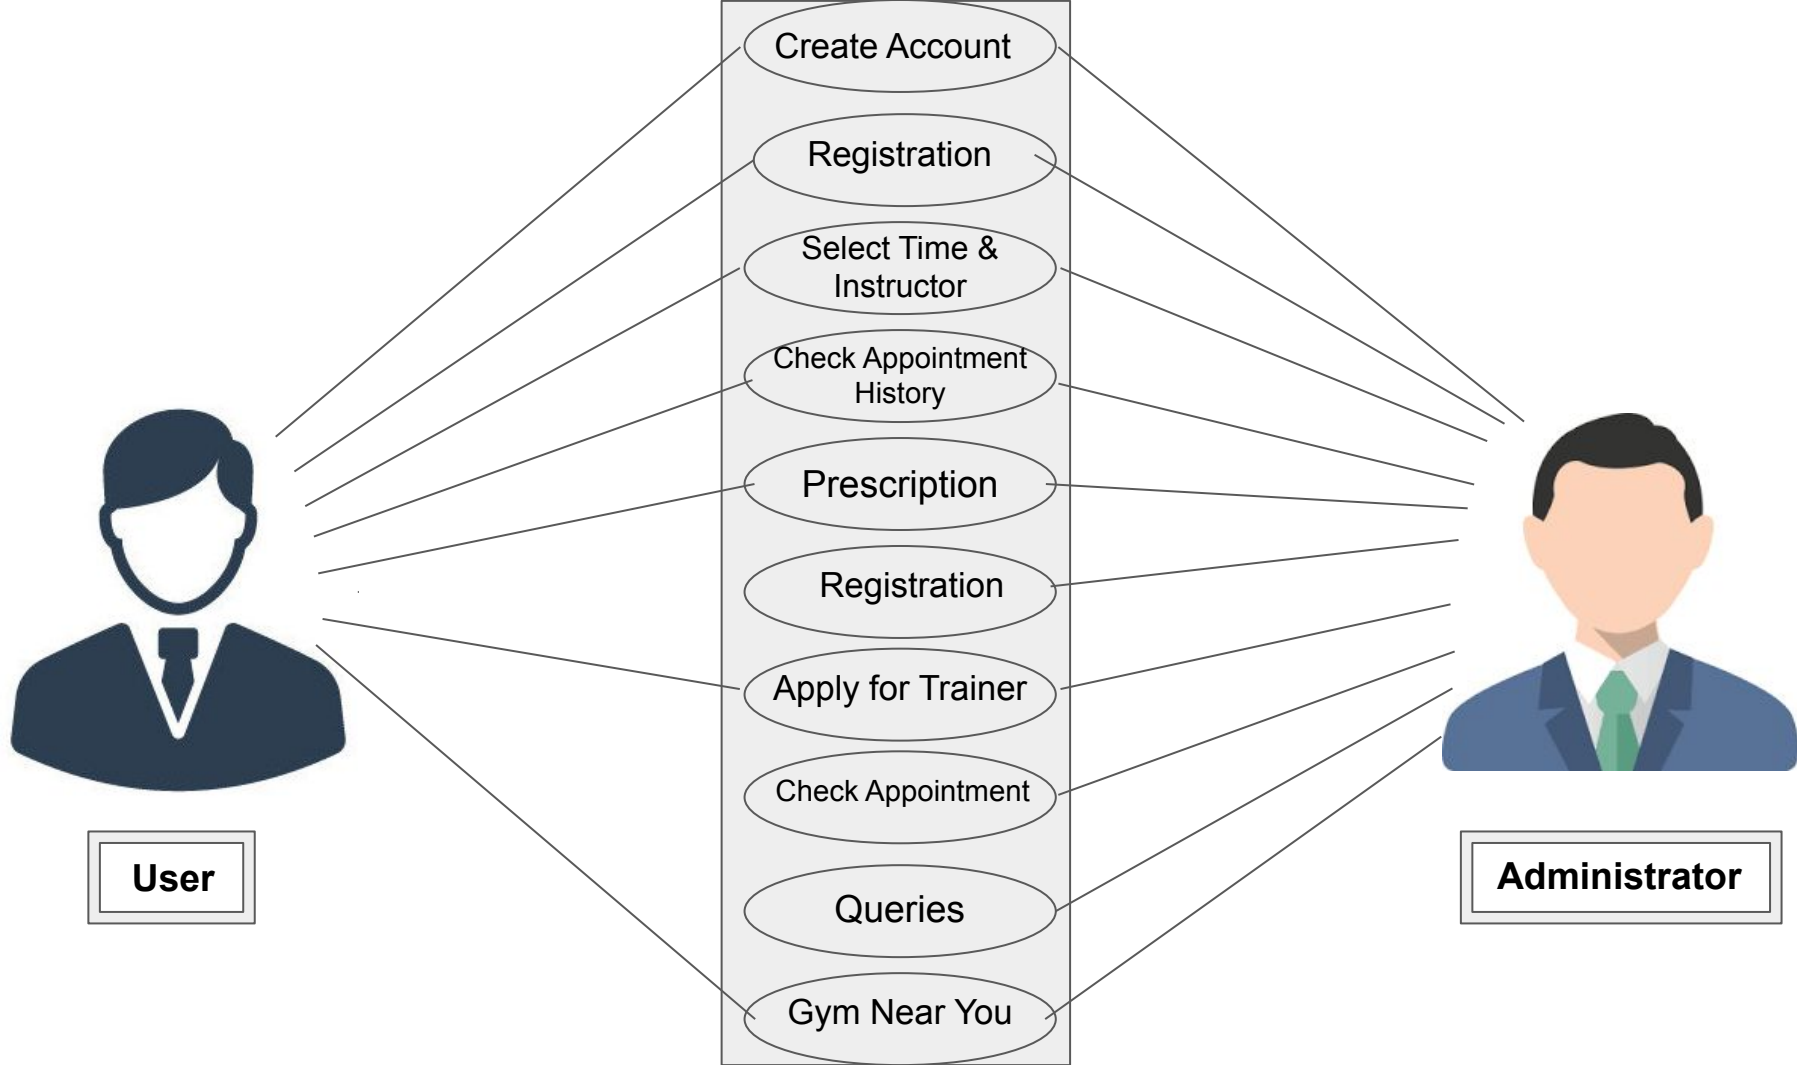 Create Account
Registration
Select Time &
Instructor
Check Appointment
History
Prescription
Registration
Apply for Trainer
Check Appointment
Queries
Gym Near You
User
Administrator